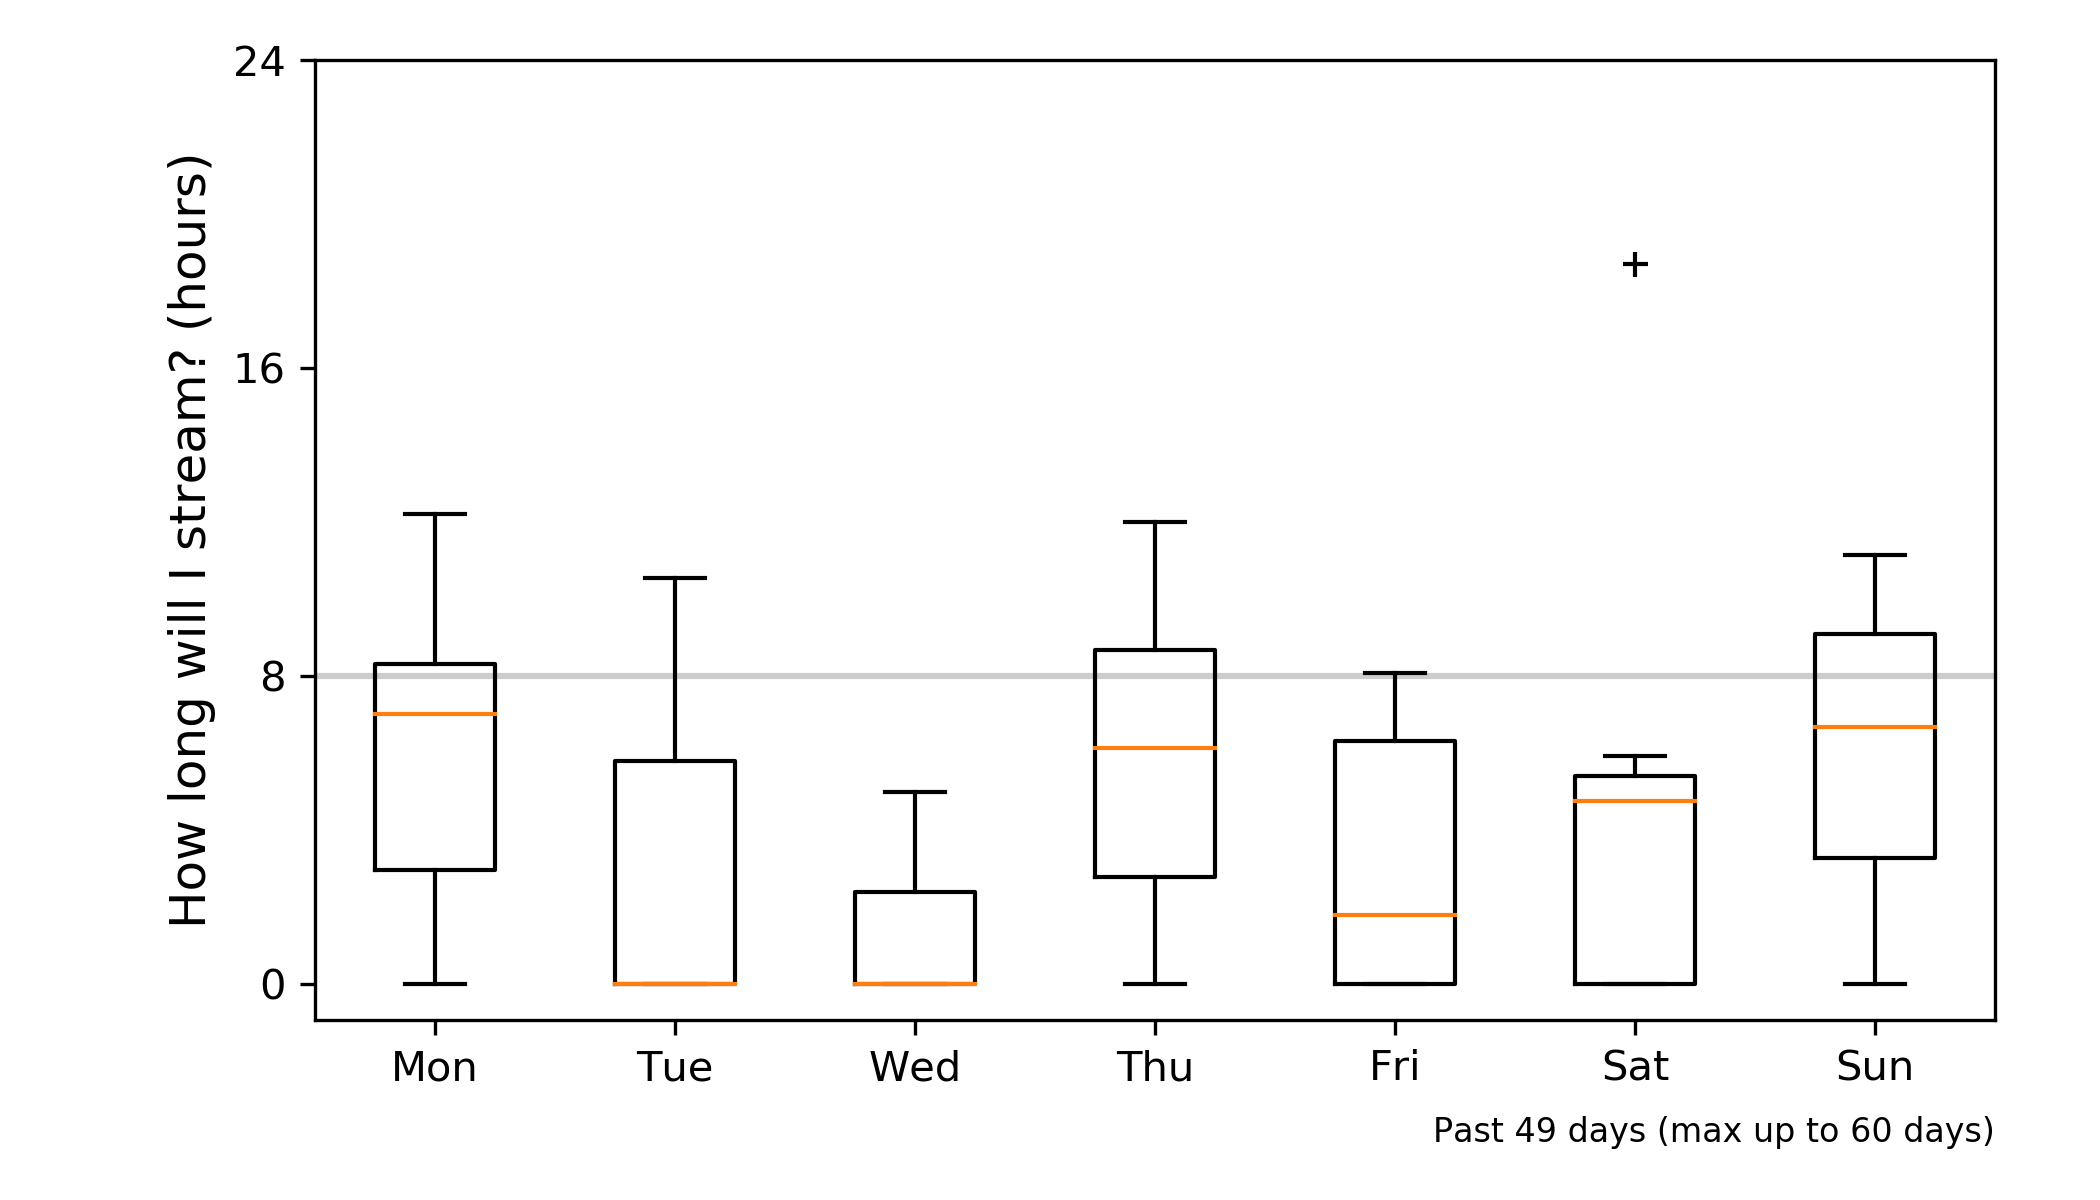 How long will I stream? (hours)
24
16
8
0
Mon Tue Wed Thu Fri Sat Sun
Past 49 days (max up to 60 days)